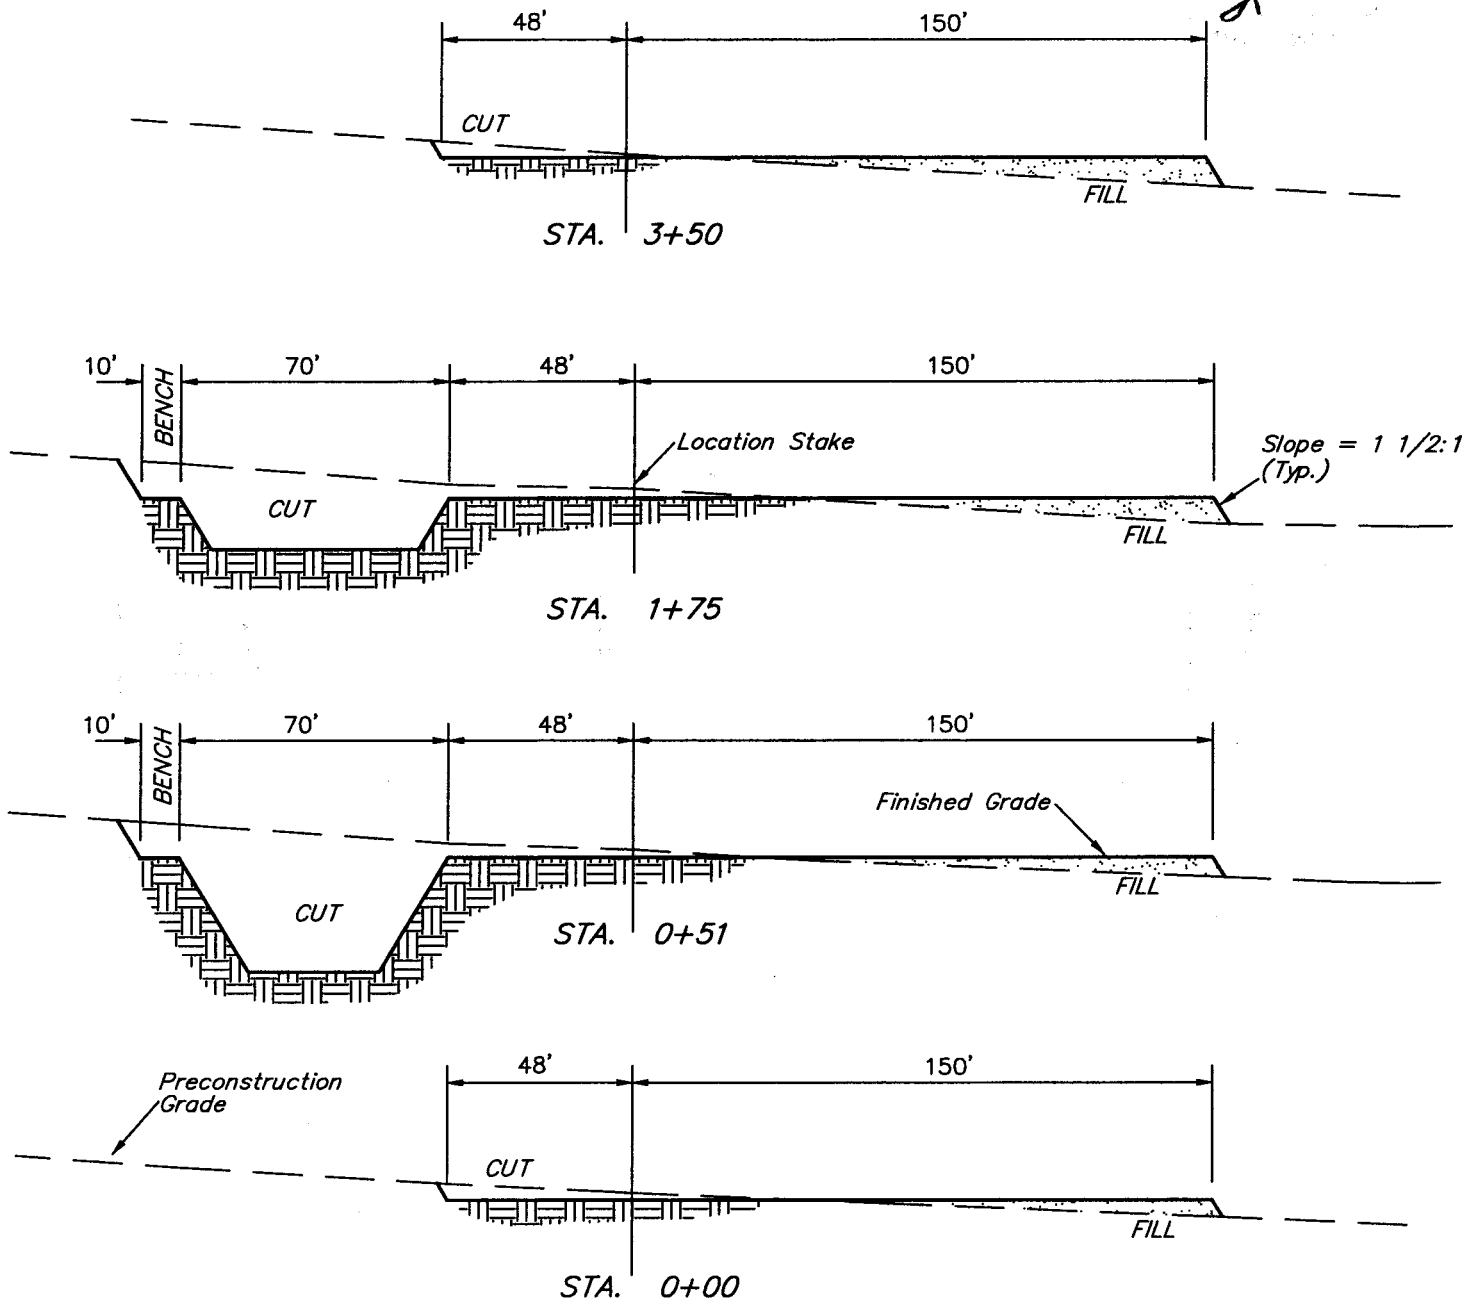 48' 150'
CUT
FILL
STA. 3+50
10' BENCH 70' 48' 150'
Location Stake
Slope = 1 1/2:1
(Typ.)
CUT
FILL
STA. 1+75
10' BENCH 70' 48' 150'
Finished Grade
CUT
FILL
STA. 0+51
48' 150'
Preconstruction
Grade
CUT
FILL
STA. 0+00